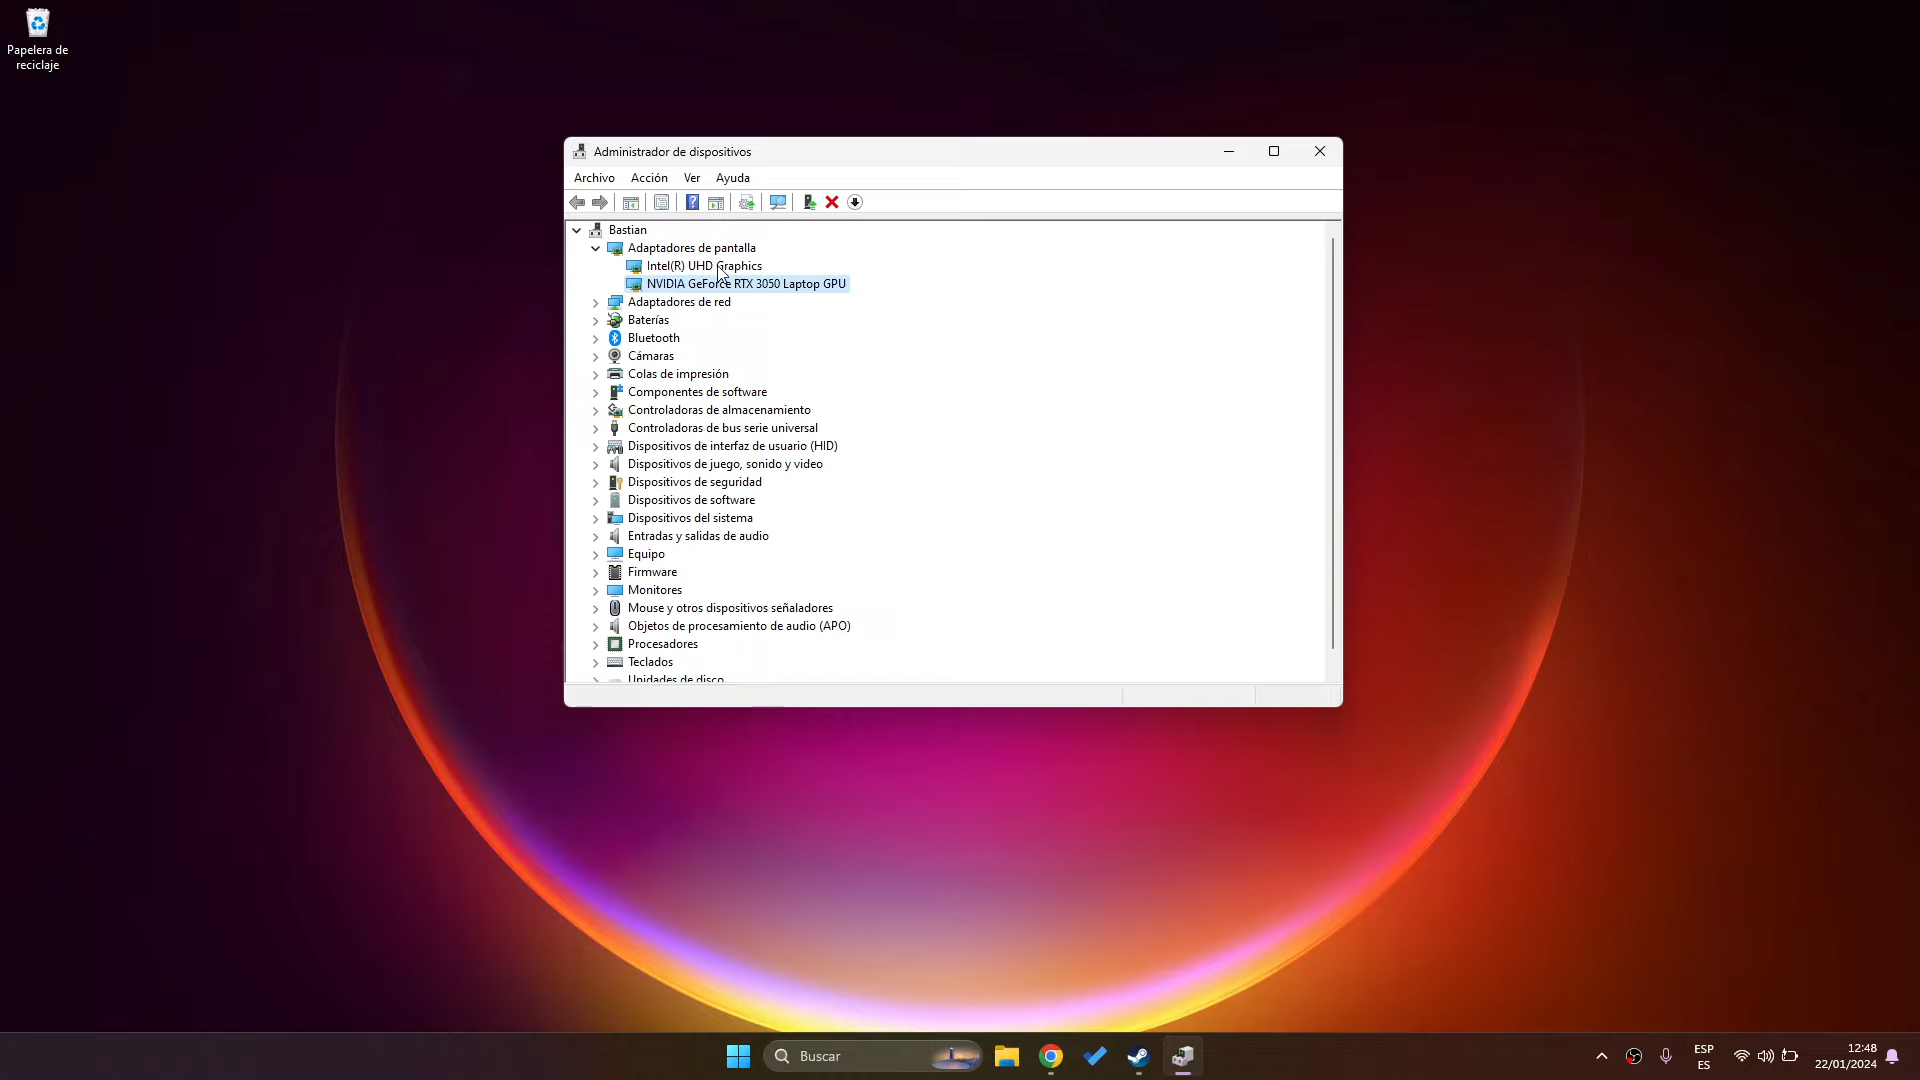 Papelera de
reciclaje
Administrador de dispositivos
Archivo Acción Ver Ayuda
Bastian
Adaptadores de pantalla
Intel(R) UHD Graphics
NVIDIA GeForce RTX 3050 Laptop GPU
Adaptadores de red
Baterías
Bluetooth
Cámaras
Colas de impresión
Componentes de software
Controladoras de almacenamiento
Controladoras de bus serie universal
Dispositivos de interfaz de usuario (HID)
Dispositivos de juego, sonido y video
Dispositivos de seguridad
Dispositivos de software
Dispositivos del sistema
Entradas y salidas de audio
Equipo
Firmware
Monitores
Mouse y otros dispositivos señaladores
Objetos de procesamiento de audio (APO)
Procesadores
Teclados
Unidades de disco
Buscar
ESP
ES
12:48
22/01/2024